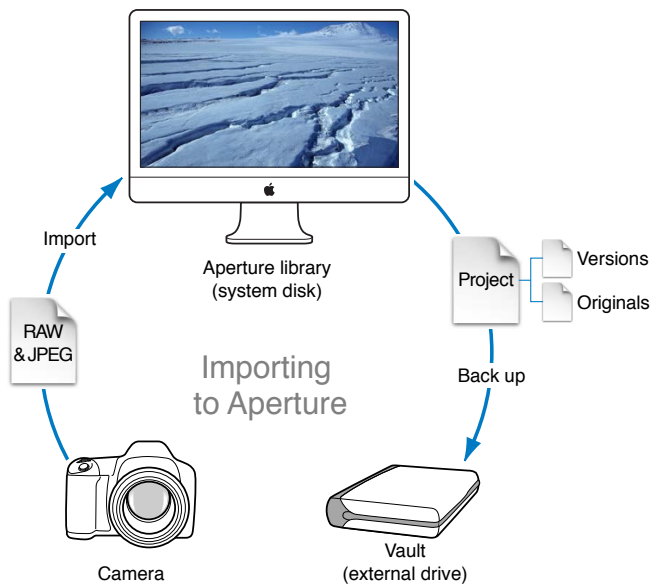 Import
Aperture library
(system disk)
Project
Versions
Originals
RAW
& JPEG
Importing
to Aperture
Back up
Camera
Vault
(external drive)